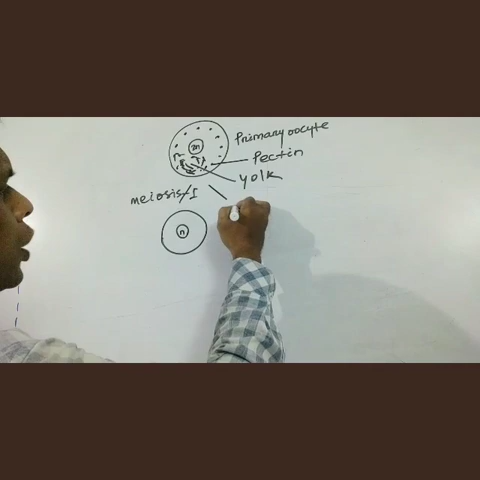 2n
Primary oocyte
Pectin
Yolk
meiosis-I
n